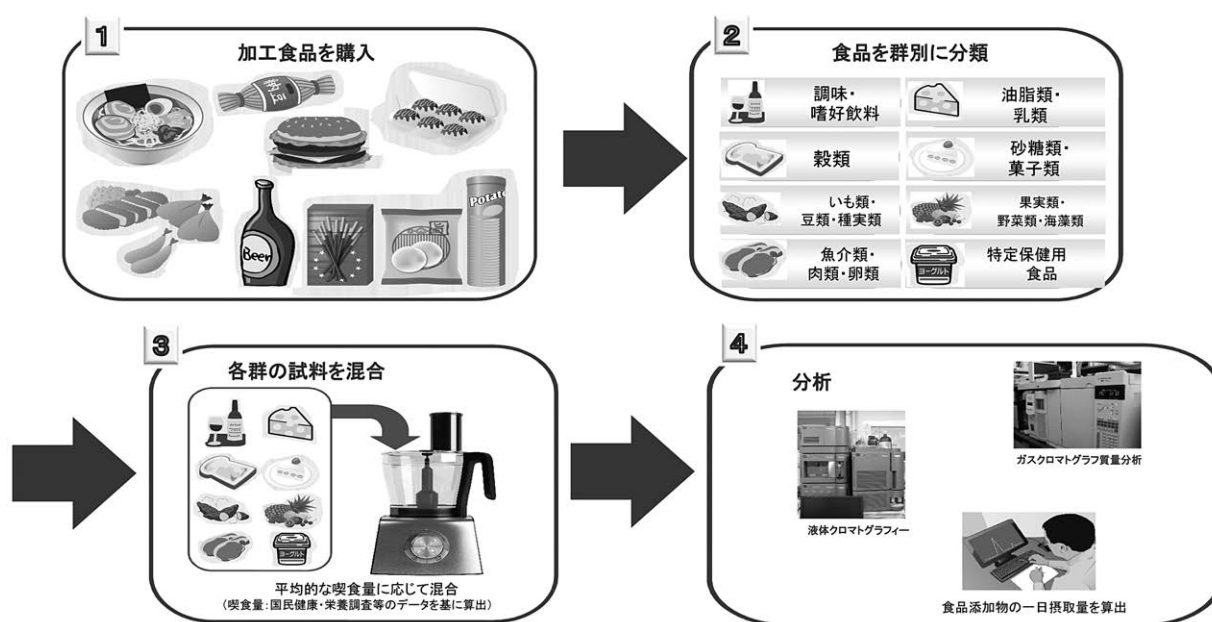 1
加工食品を購入
Beer
Potato
2
食品を群別に分類
調味・
嗜好飲料
油脂類・
乳類
穀類
砂糖類・
菓子類
いも類・
豆類・種実類
果実類・
野菜類・海藻類
魚介類・
肉類・卵類
ヨーグルト
特定保健用
食品
3
各群の試料を混合
ヨーグルト
平均的な喫食量に応じて混合
(喫食量:国民健康・栄養調査等のデータを基に算出)
4
分析
ガスクロマトグラフ質量分析
液体クロマトグラフィー
食品添加物の一日摂取量を算出